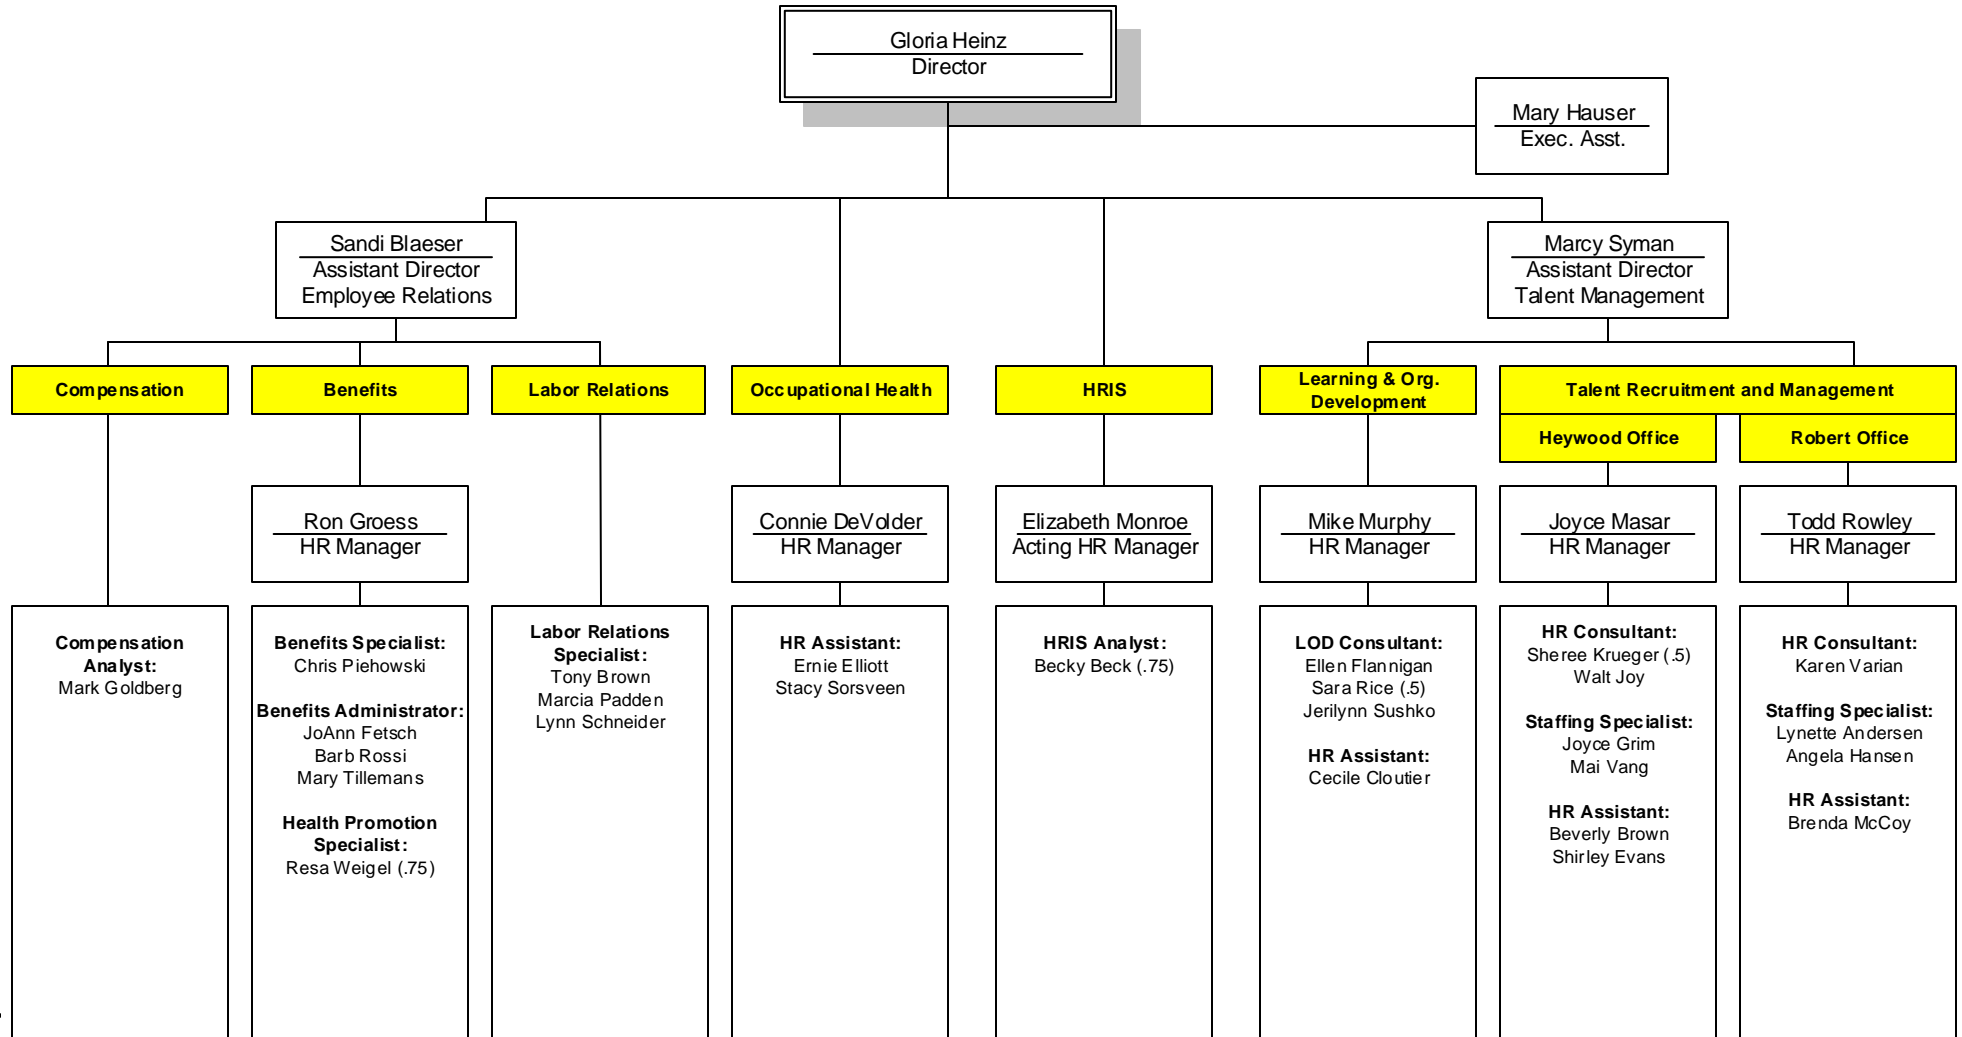 Gloria Heinz
Director
Mary Hauser
Exec. Asst.
Sandi Blaeser
Assistant Director
Employee Relations
Marcy Syman
Assistant Director
Talent Management
Compensation
Benefits
Labor Relations
Occupational Health
HRIS
Learning & Org.
Development
Talent Recruitment and Management
Heywood Office
Robert Office
Ron Groess
HR Manager
Connie DeVolder
HR Manager
Elizabeth Monroe
Acting HR Manager
Mike Murphy
HR Manager
Joyce Masar
HR Manager
Todd Rowley
HR Manager
Compensation
Analyst:
Mark Goldberg
Benefits Specialist:
Chris Piehowski
Benefits Administrator:
JoAnn Fetsch
Barb Rossi
Mary Tillemans
Health Promotion
Specialist:
Resa Weigel (.75)
Labor Relations
Specialist:
Tony Brown
Marcia Padden
Lynn Schneider
HR Assistant:
Ernie Elliott
Stacy Sorsveen
HRIS Analyst:
Becky Beck (.75)
LOD Consultant:
Ellen Flannigan
Sara Rice (.5)
Jerilynn Sushko
HR Assistant:
Cecile Cloutier
HR Consultant:
Sheree Krueger (.5)
Walt Joy
Staffing Specialist:
Joyce Grim
Mai Vang
HR Assistant:
Beverly Brown
Shirley Evans
HR Consultant:
Karen Varian
Staffing Specialist:
Lynette Andersen
Angela Hansen
HR Assistant:
Brenda McCoy